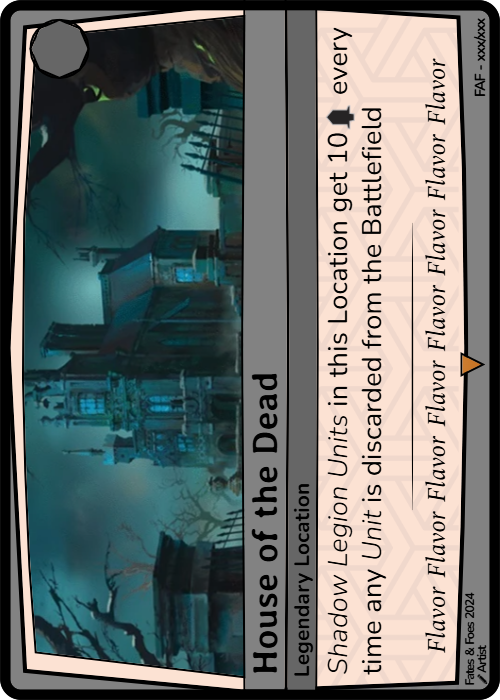 House of the Dead
Legendary Location
Shadow Legion Units in this Location get 10 every
time any Unit is discarded from the Battlefield
Flavor Flavor Flavor Flavor Flavor Flavor Flavor Flavor
Fates & Foes 2024
Artist
FAF - xxx/xxx